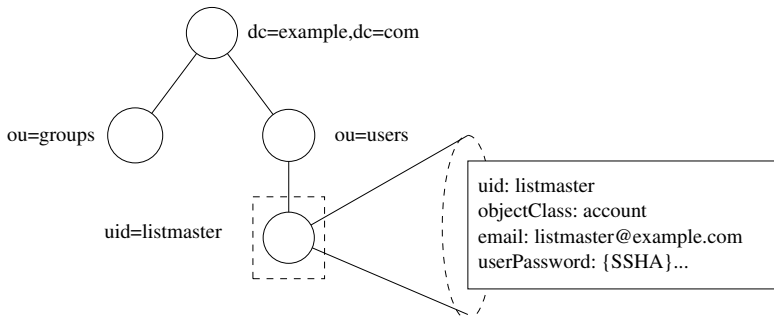 dc=example,dc=com
ou=groups
ou=users
uid=listmaster
uid: listmaster
objectClass: account
email: listmaster@example.com
userPassword: {SSHA}...